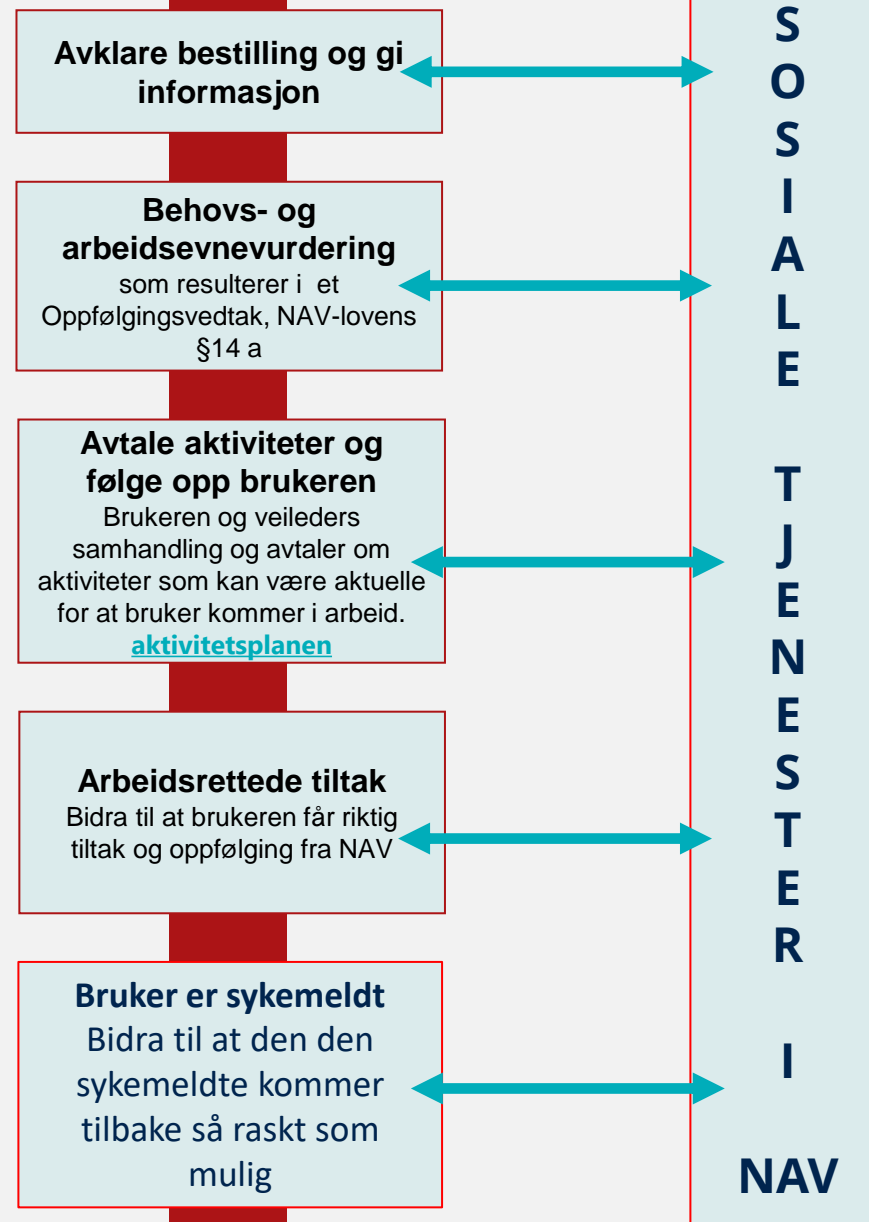 Avklare bestilling og gi
informasjon
Behovs- og
arbeidsevnevurdering
som resulterer i et
Oppfølgingsvedtak, NAV-lovens
§14 a
Avtale aktiviteter og
følge opp brukeren
Brukeren og veileders
samhandling og avtaler om
aktiviteter som kan være aktuelle
for at bruker kommer i arbeid.
aktivitetsplanen
Arbeidsrettede tiltak
Bidra til at brukeren får riktig
tiltak og oppfølging fra NAV
Bruker er sykemeldt
Bidra til at den den
sykemeldte kommer
tilbake så raskt som
mulig
S
O
S
I
A
L
E
T
J
E
N
E
S
T
E
R
I
NAV